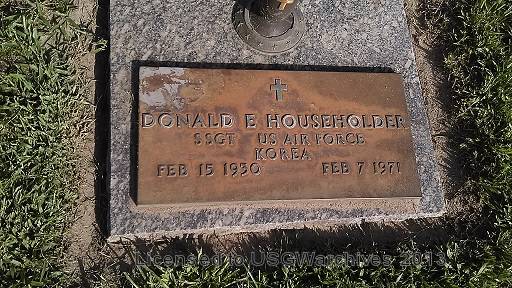 DONALD E HOUSEHOLDER
SSGT US AIR FORCE
KOREA
FEB 15 1930 FEB 7 1971
Licensed to USGWarchives 2013